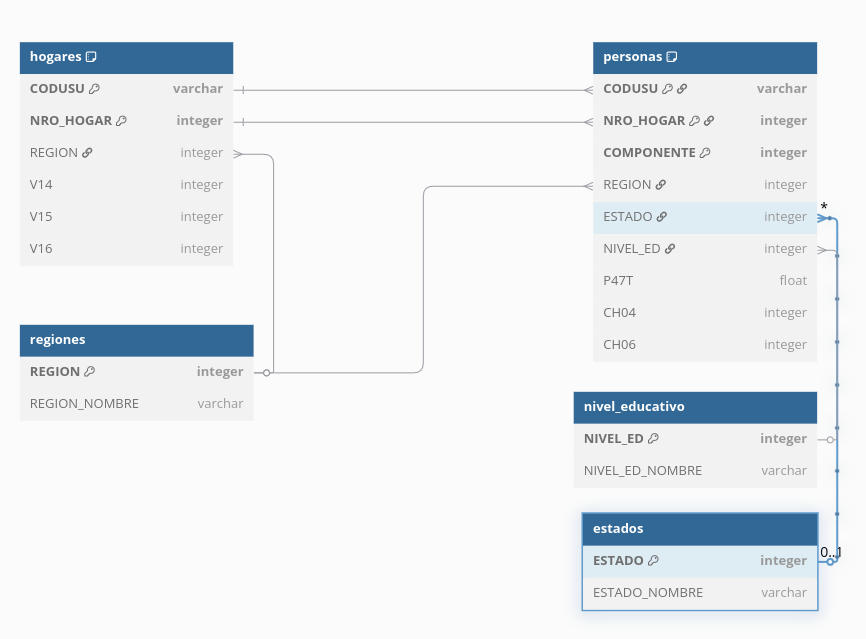 hogares
CODUSU varchar
NRO_HOGAR integer
REGION integer
V14 integer
V15 integer
V16 integer
personas
CODUSU varchar
NRO_HOGAR integer
COMPONENTE integer
REGION integer
ESTADO integer
NIVEL_ED integer
P47T float
CH04 integer
CH06 integer
*
regiones
REGION integer
REGION_NOMBRE varchar
nivel_educativo
NIVEL_ED integer
NIVEL_ED_NOMBRE varchar
estados
ESTADO integer
ESTADO_NOMBRE varchar
0..1